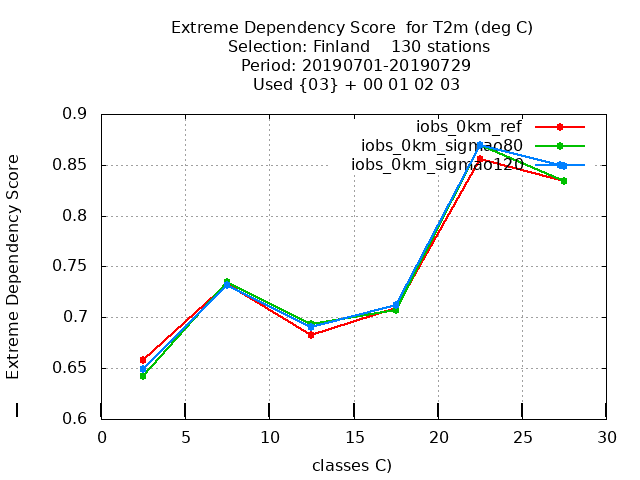 Extreme Dependency Score  for T2m (deg C)
Selection: Finland    130 stations
Period: 20190701-20190729
Used {03} + 00 01 02 03
iobs_0km_ref
iobs_0km_sigmao80
iobs_0km_sigmao120
Extreme Dependency Score
0.9
0.85
0.8
0.75
0.7
0.65
0.6
0 5 10 15 20 25 30
classes C)